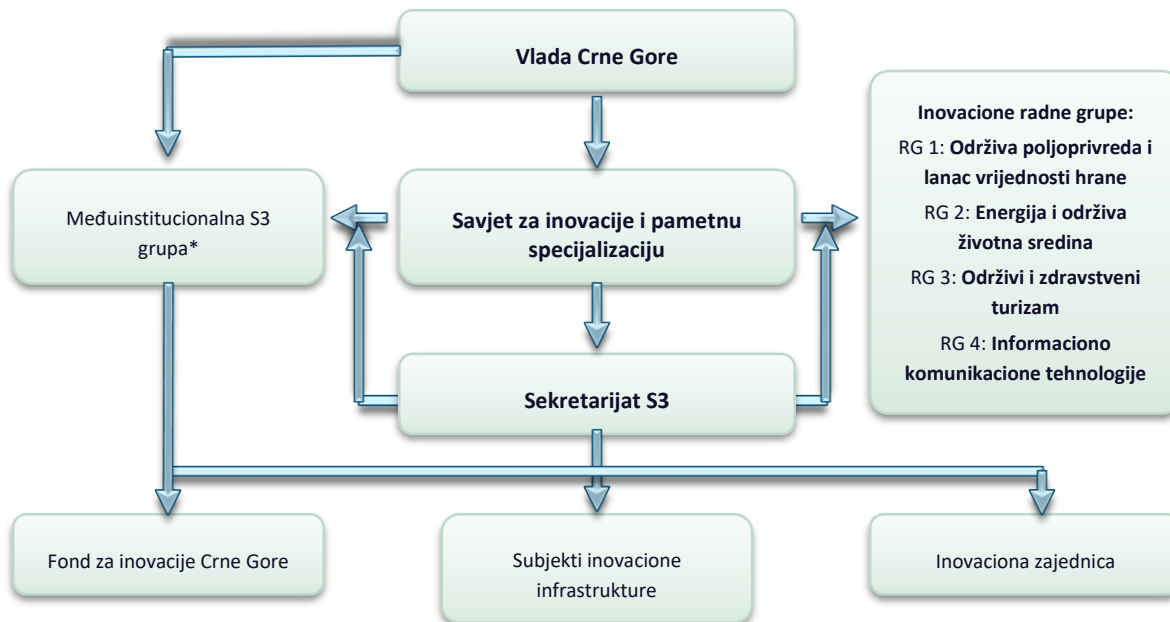 Vlada Crne Gore
Međuinstitucionalna S3
grupa*
Savjet za inovacije i pametnu
specijalizaciju
Inovacione radne grupe:
RG 1: Održiva poljoprivreda i
lanac vrijednosti hrane
RG 2: Energija i održiva
životna sredina
RG 3: Održivi i zdravstveni
turizam
RG 4: Informaciono
komunikacione tehnologije
Sekretarijat S3
Fond za inovacije Crne Gore
Subjekti inovacione
infrastrukture
Inovaciona zajednica